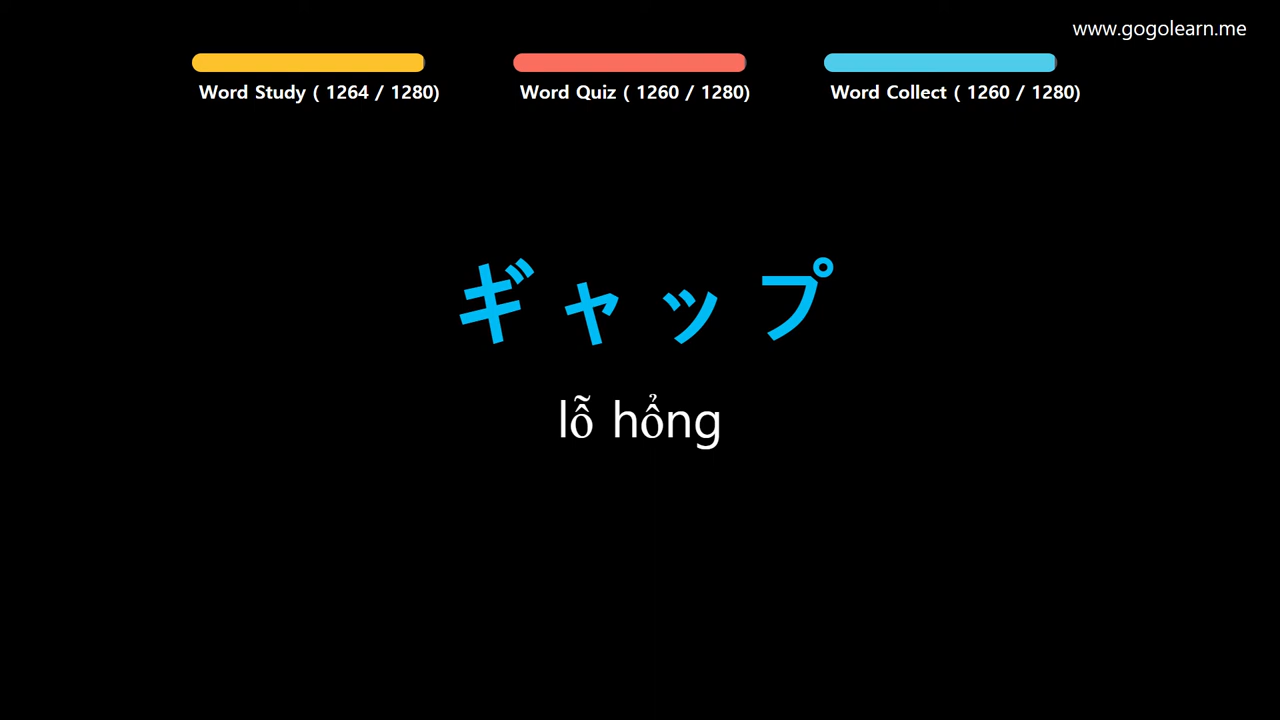 www.gogolearn.me
Word Study ( 1264 / 1280)
Word Quiz ( 1260 / 1280)
Word Collect ( 1260 / 1280)
ギャップ
lỗ hổng